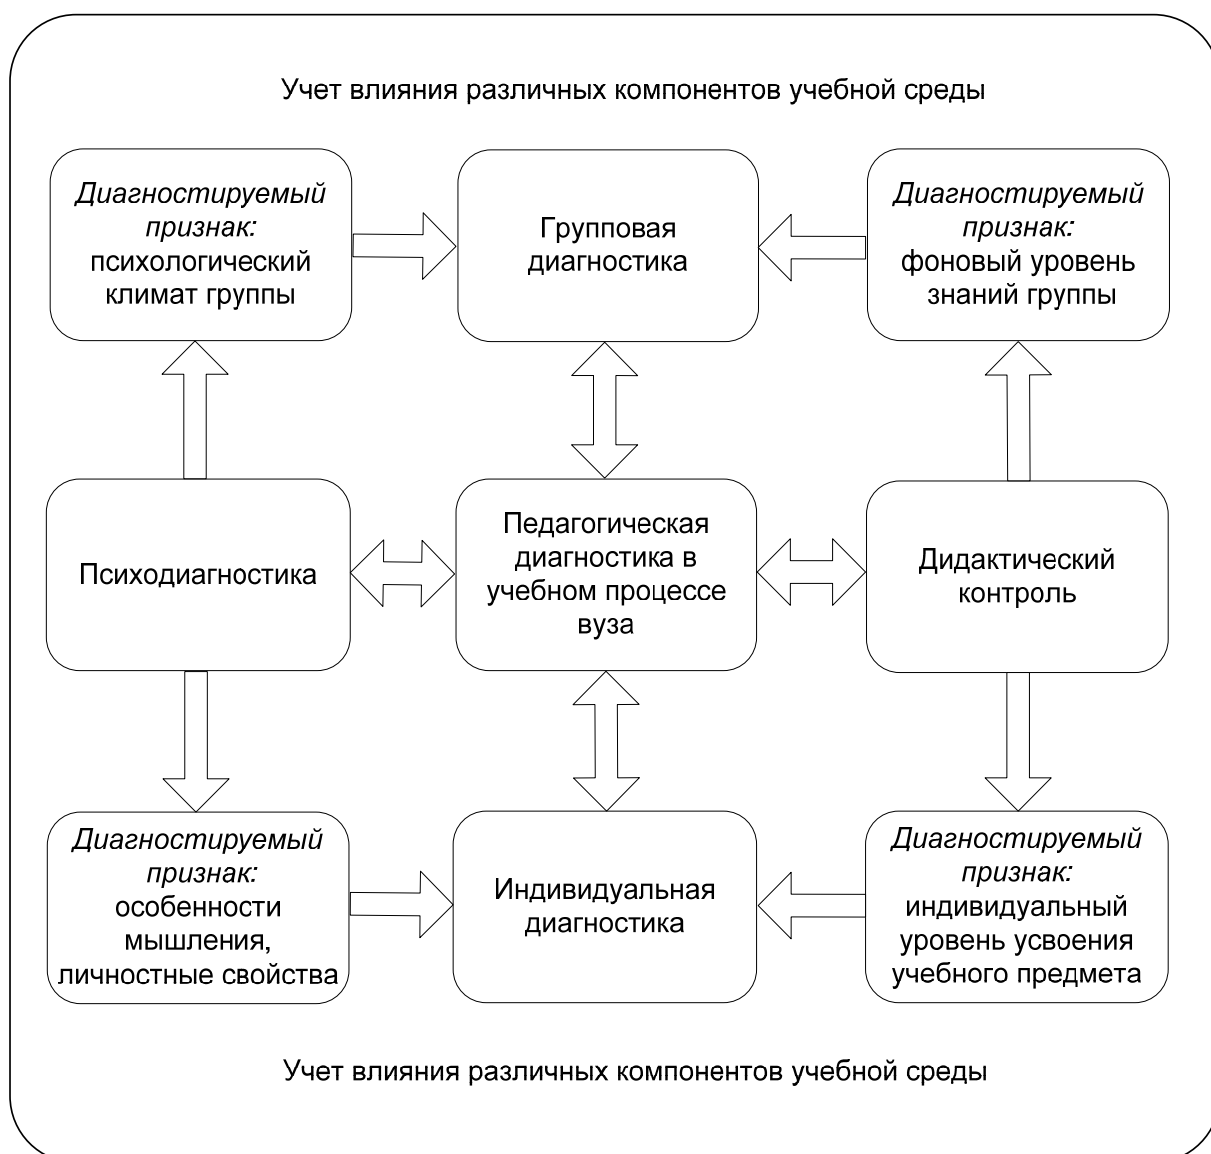 Учет влияния различных компонентов учебной среды
Диагностируемый
признак:
психологический
климат группы
Групповая
диагностика
Диагностируемый
признак:
фоновый уровень
знаний группы
Психодиагностика
Педагогическая
диагностика в
учебном процессе
вуза
Дидактический
контроль
Диагностируемый
признак:
особенности
мышления,
личностные свойства
Индивидуальная
диагностика
Диагностируемый
признак:
индивидуальный
уровень усвоения
учебного предмета
Учет влияния различных компонентов учебной среды